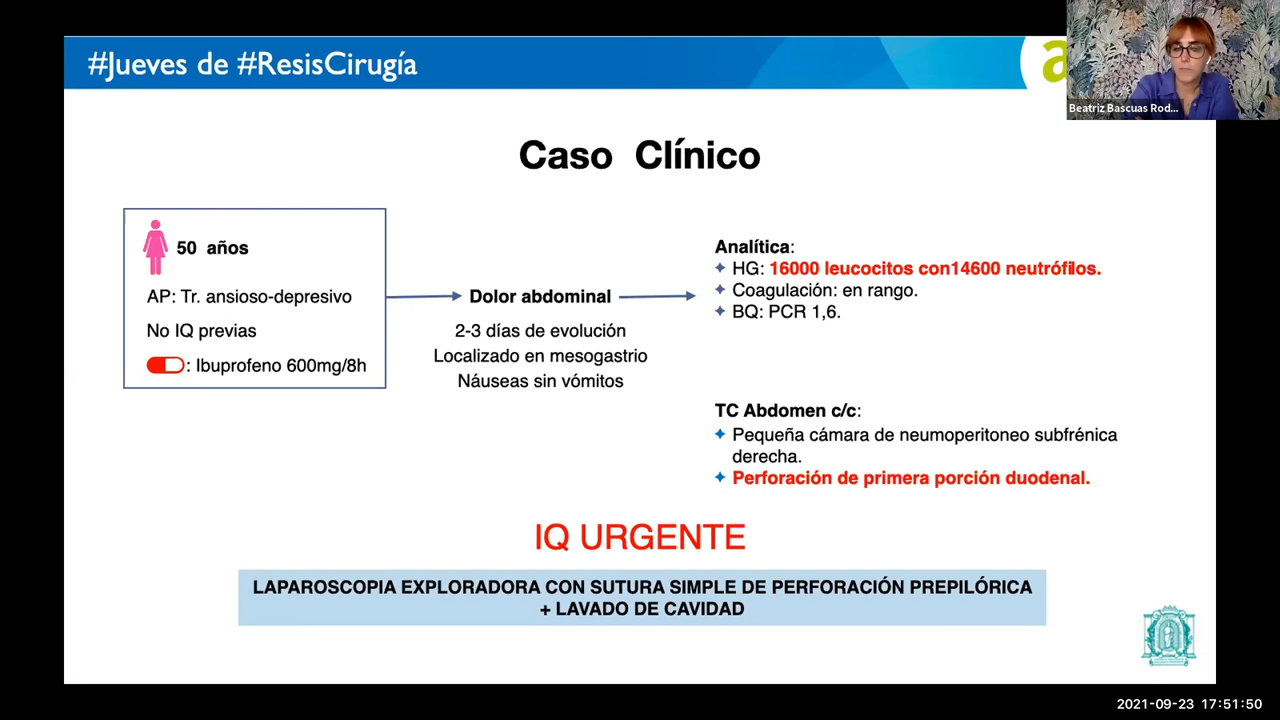 #Jueves de #ResisCirugía
a
Beatriz Bascuas Rod...
Caso Clínico
50 años
AP: Tr. ansioso-depresivo
No IQ previas
: Ibuprofeno 600mg/8h
Dolor abdominal
2-3 días de evolución
Localizado en mesogastrio
Náuseas sin vómitos
Analítica:
HG: 16000 leucocitos con14600 neutrófilos.
Coagulación: en rango.
BQ: PCR 1,6.
TC Abdomen c/c:
Pequeña cámara de neumoperitoneo subfrénica
derecha.
Perforación de primera porción duodenal.
IQ URGENTE
LAPAROSCOPIA EXPLORADORA CON SUTURA SIMPLE DE PERFORACIÓN PREPILÓRICA
+ LAVADO DE CAVIDAD
2021-09-23 17:51:50